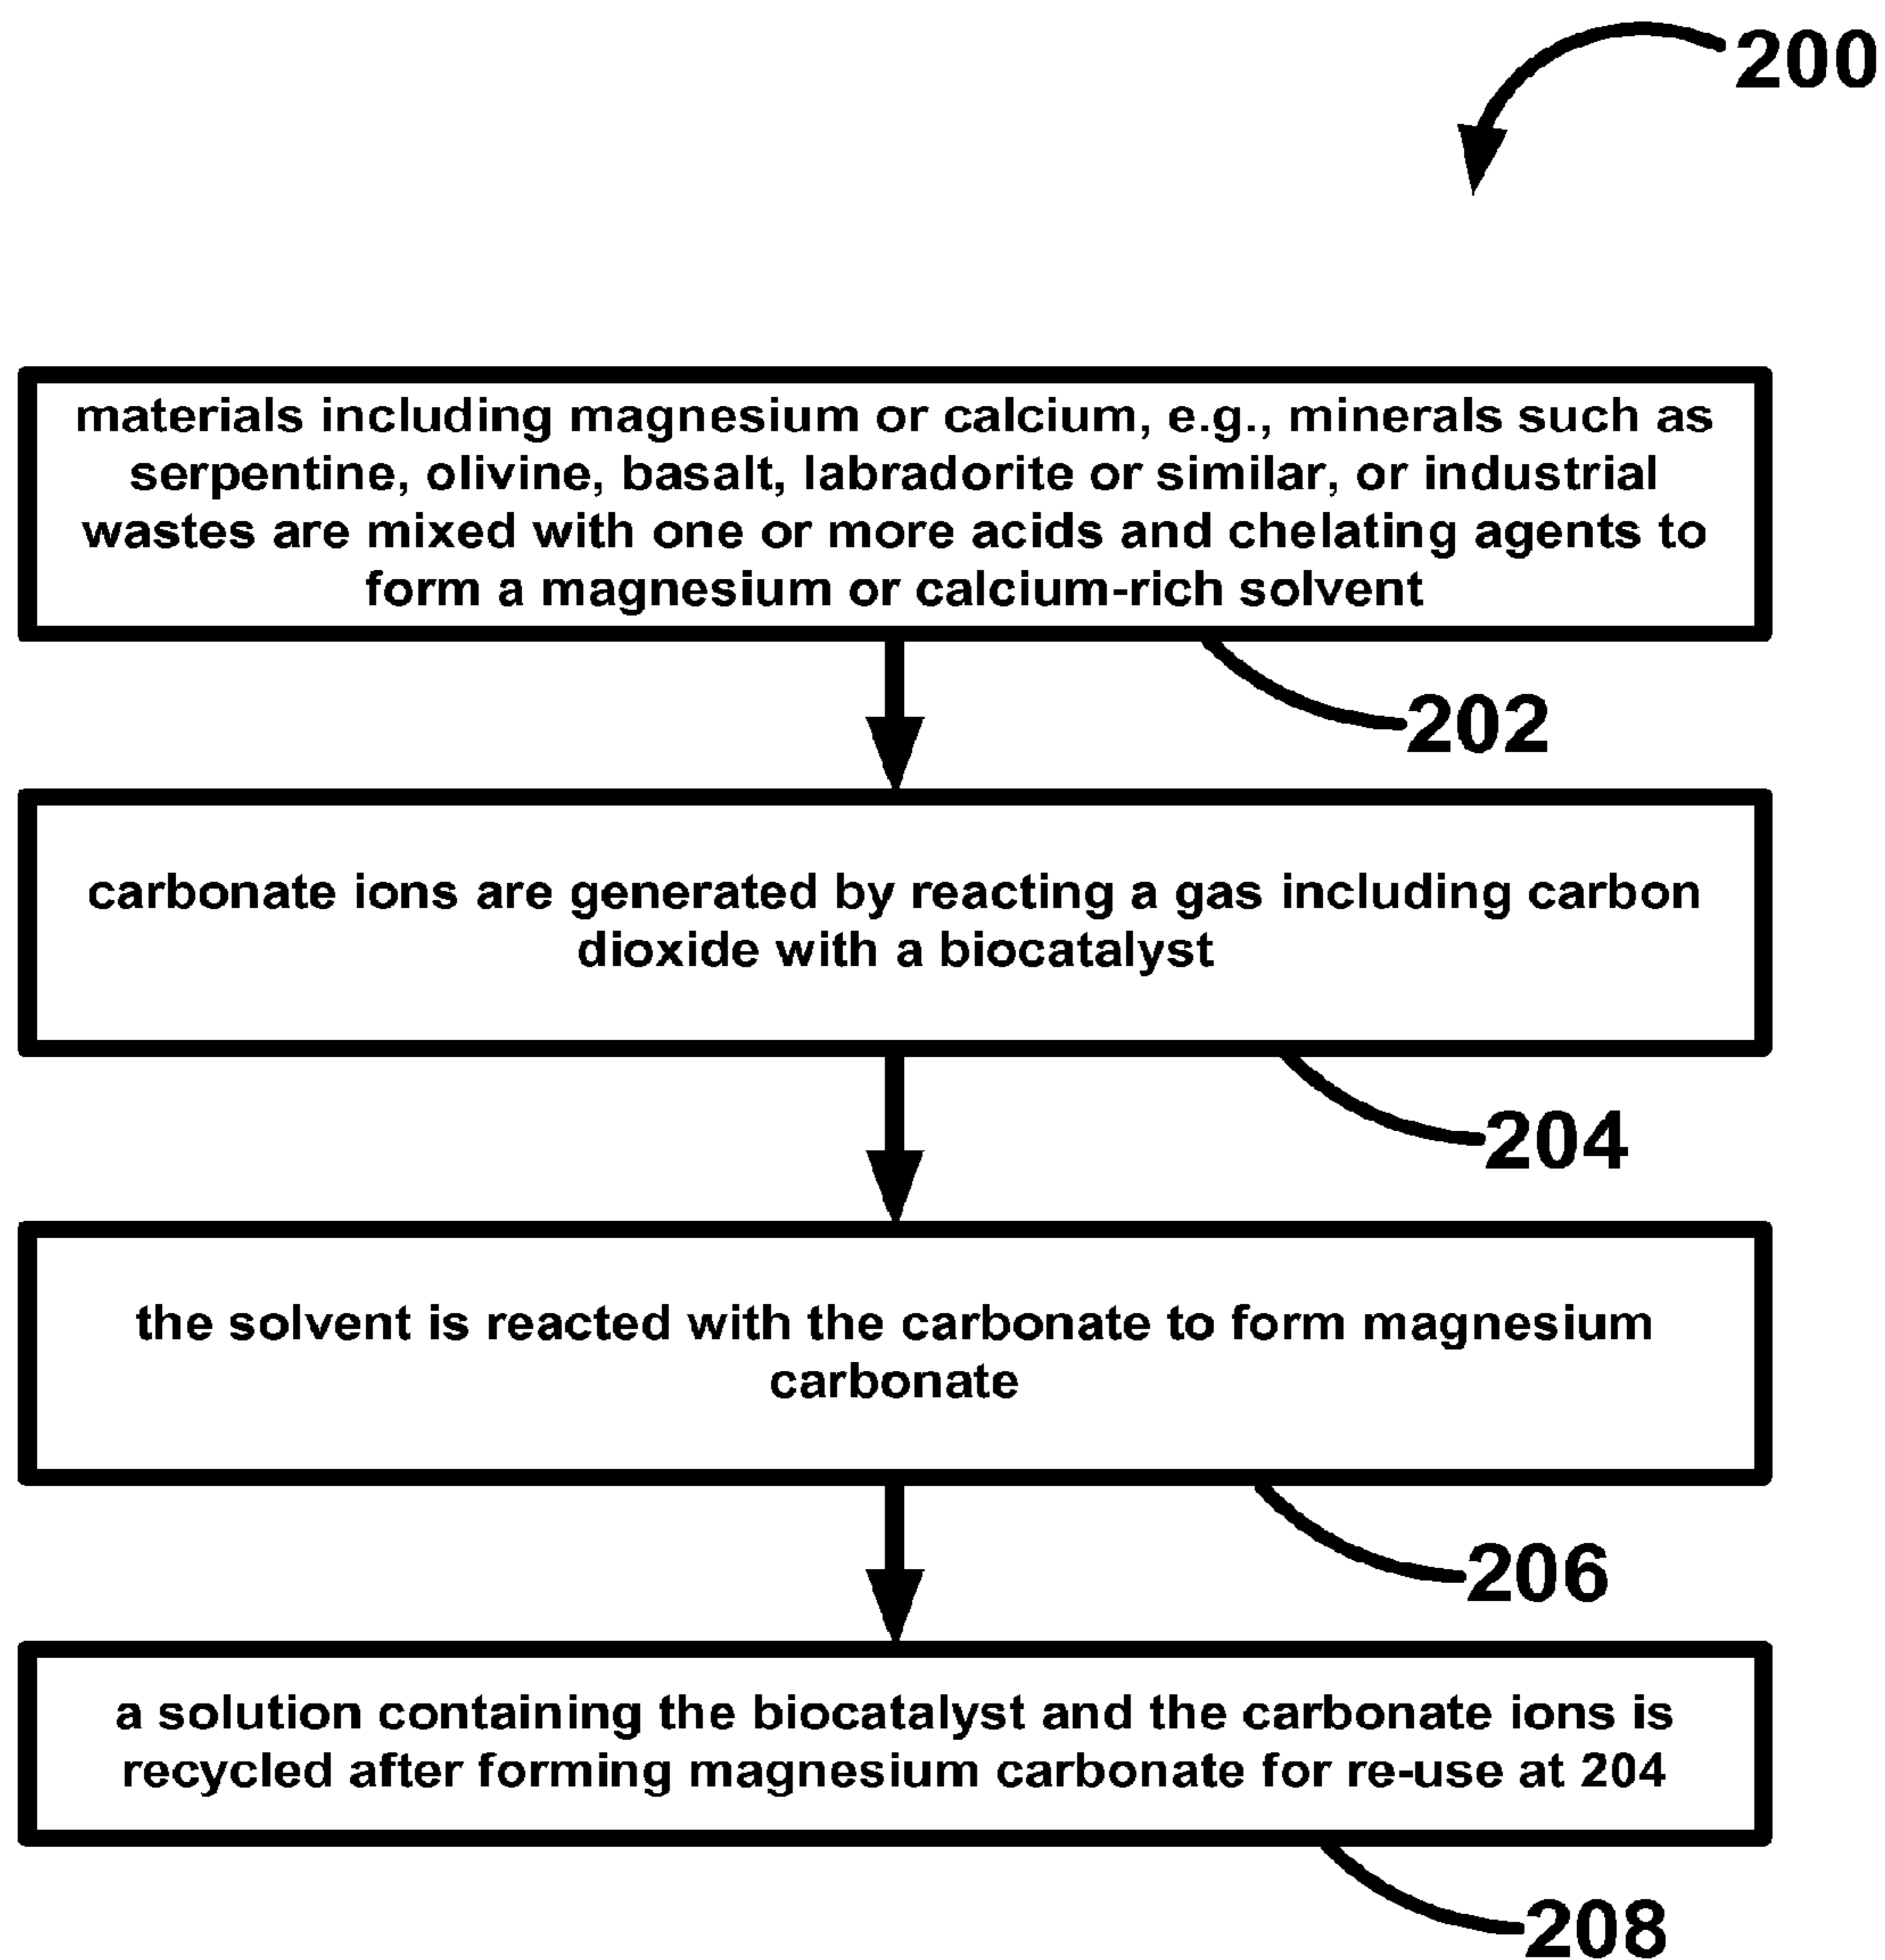 200
materials including magnesium or calcium, e.g., minerals such as
serpentine, olivine, basalt, labradorite or similar, or industrial
wastes are mixed with one or more acids and chelating agents to
form a magnesium or calcium-rich solvent
202
carbonate ions are generated by reacting a gas including carbon
dioxide with a biocatalyst
204
the solvent is reacted with the carbonate to form magnesium
carbonate
206
a solution containing the biocatalyst and the carbonate ions is
recycled after forming magnesium carbonate for re-use at 204
208